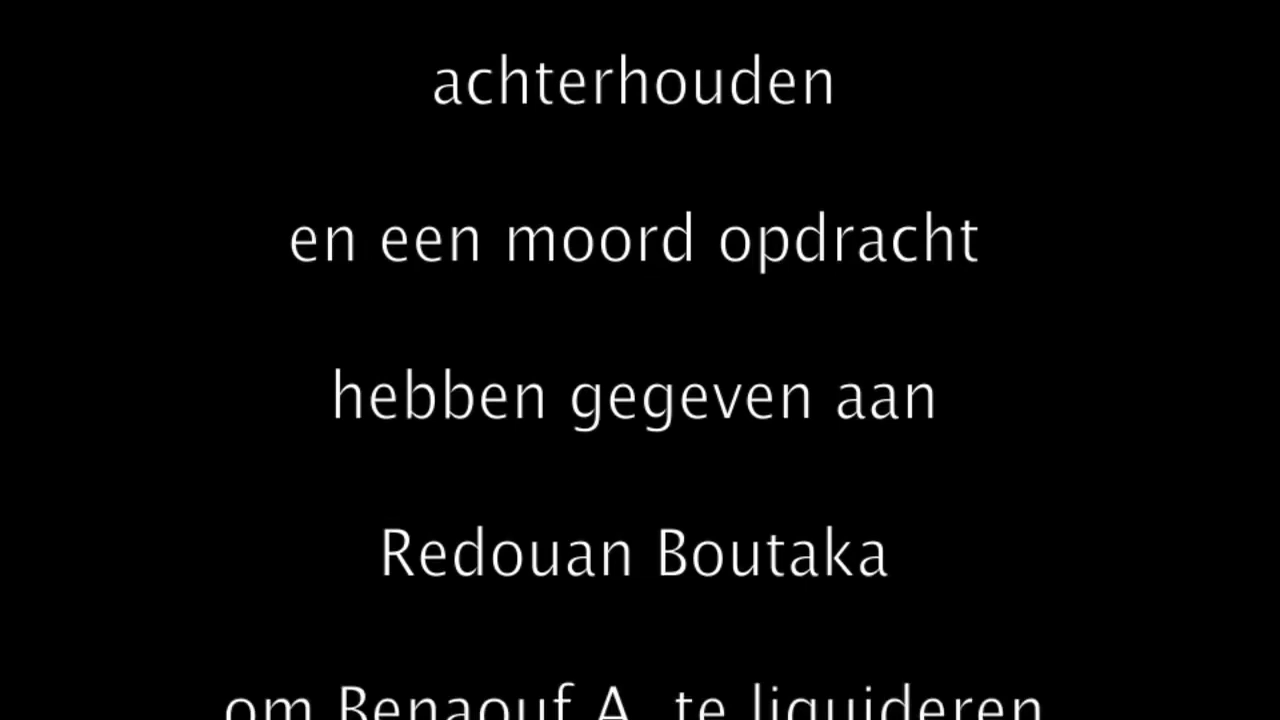 achterhouden
en een moord opdracht
hebben gegeven aan
Redouan Boutaka
om Benaouf A. te liquideren